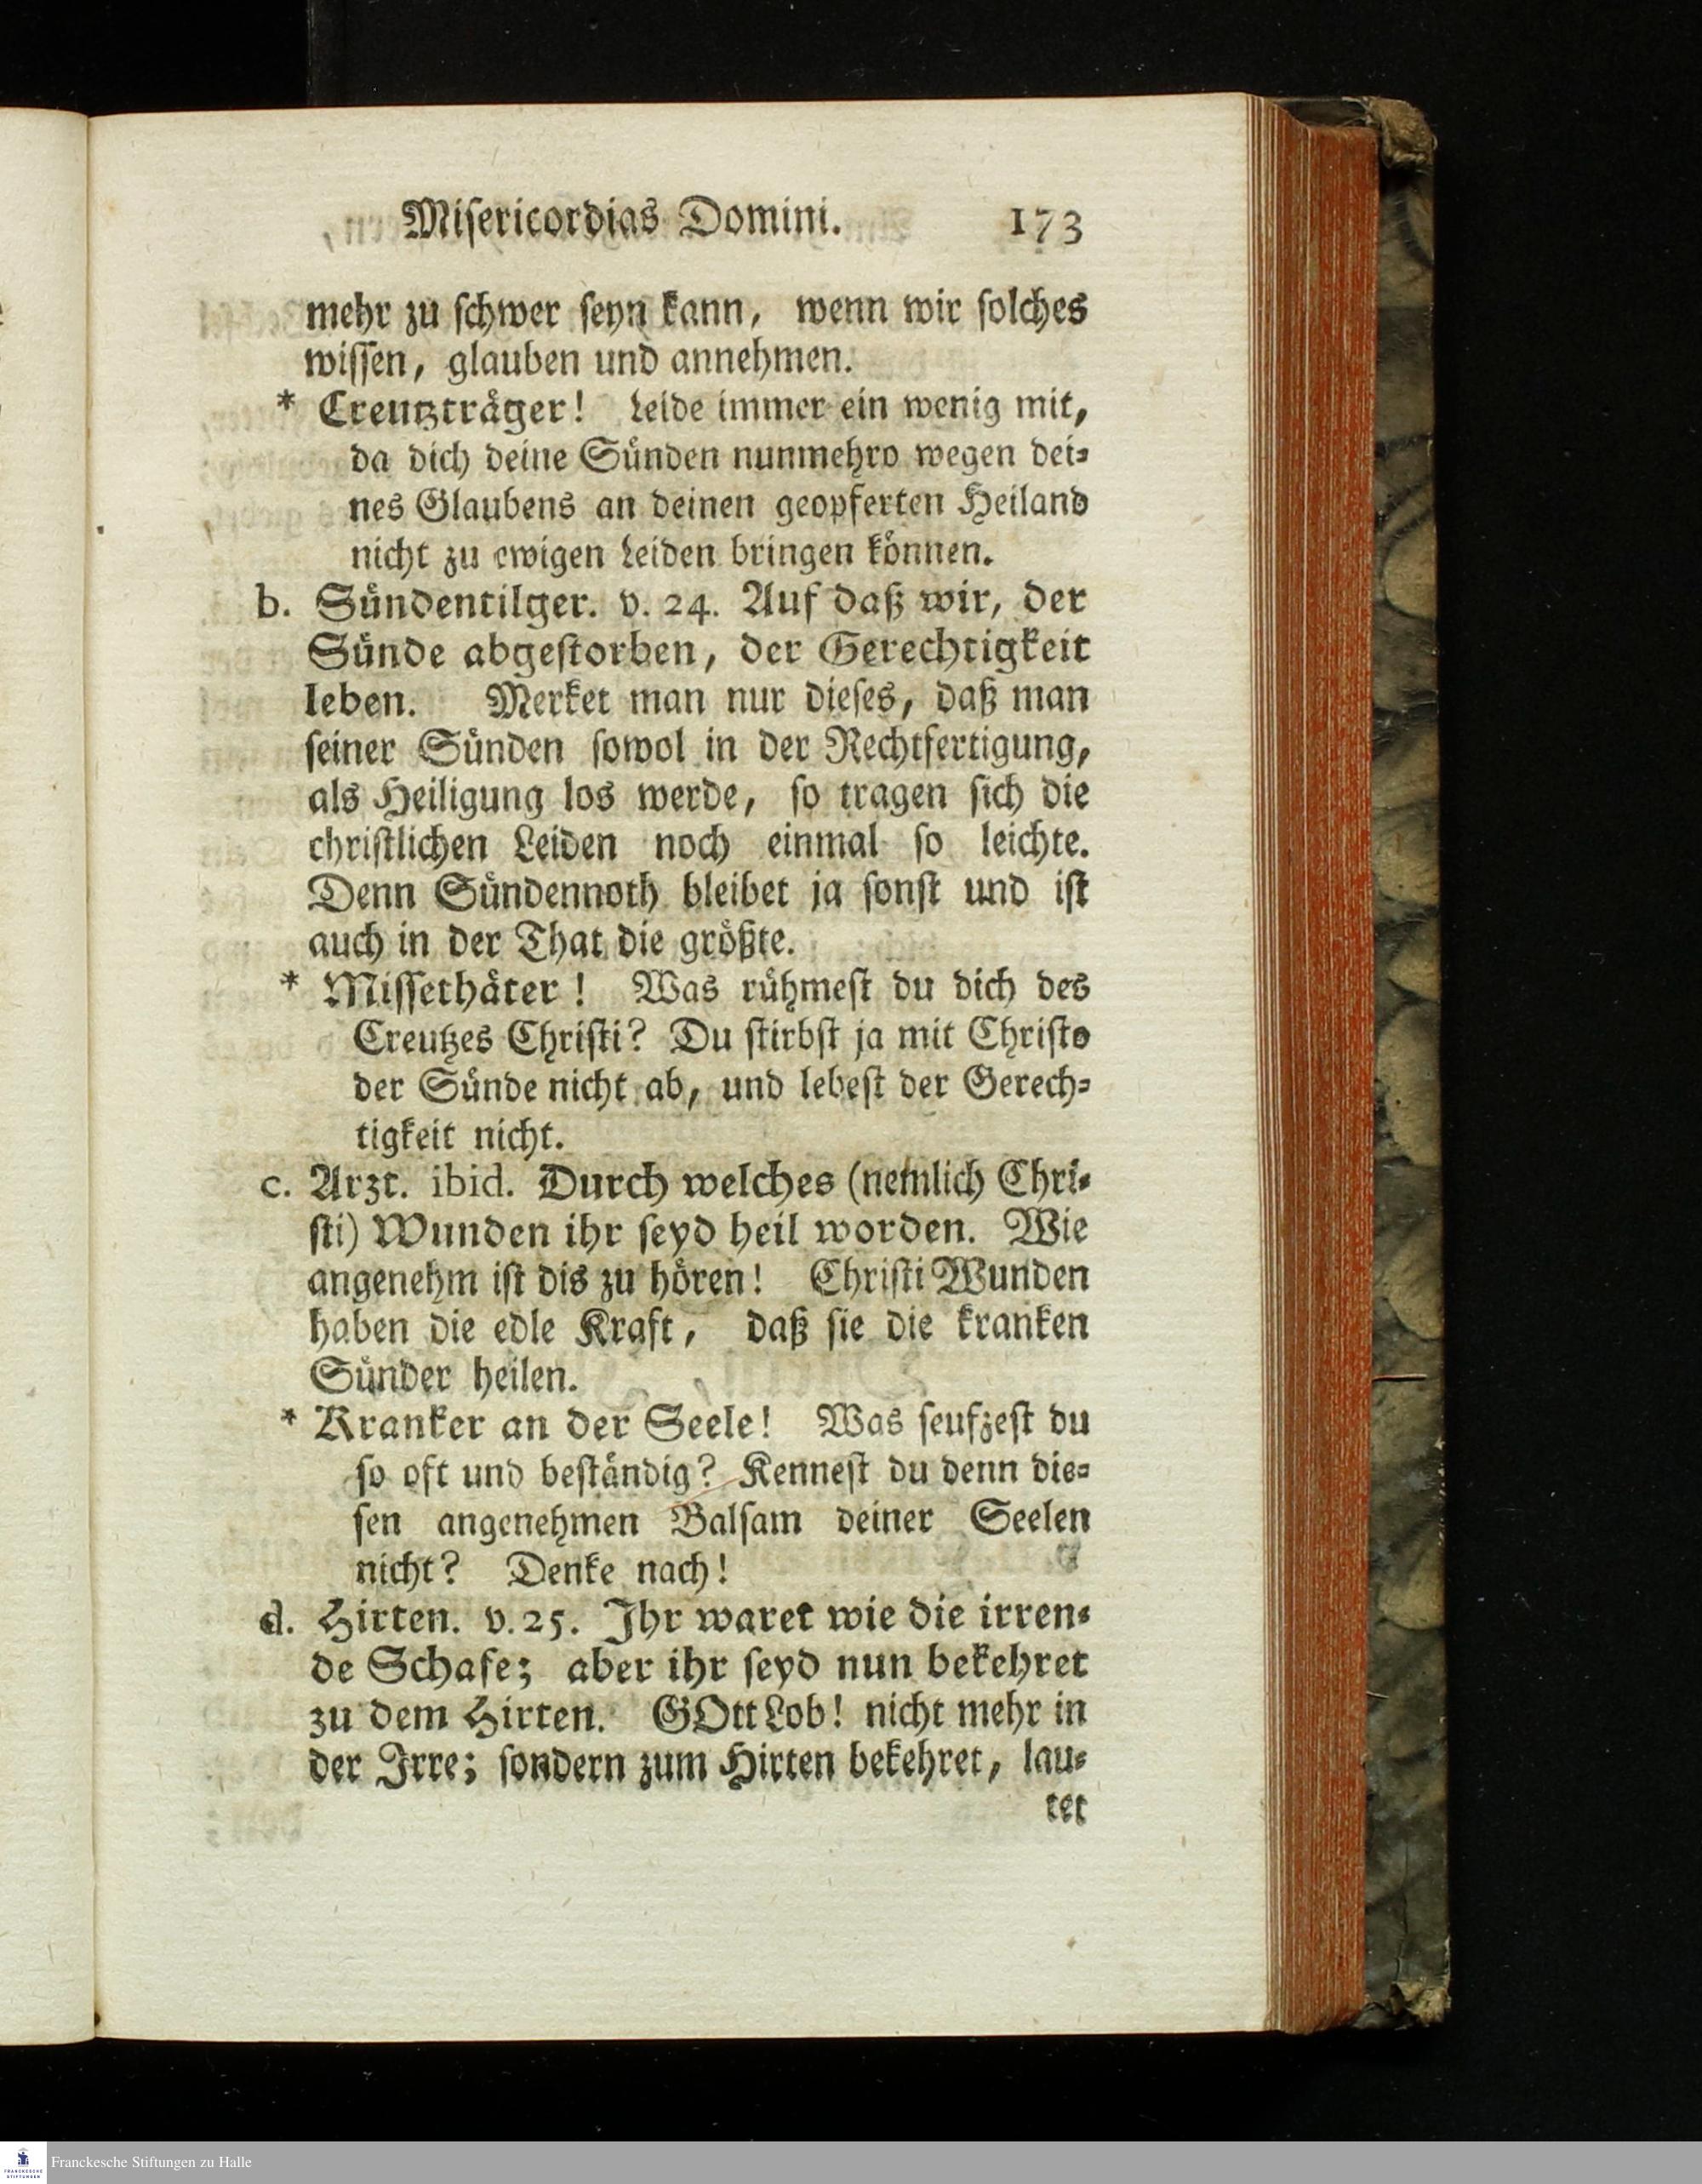 Miſericordias Domini. 173
mehr zu ſchwer ſeyn kann, wenn wir ſolches
wiſſen, glauben und annehmen.
* Creutzträger! Leide immer ein wenig mit,
da dich deine Sünden nunmehro wegen dei⸗
nes Glaubens an deinen geopferten Heiland
nicht zu ewigen Leiden bringen können.
b. Sündentilger. v. 24. Auf daß wir, der
Sünde abgeſtorben, der Gerechtigkeit
leben. Merket man nur dieſes, daß man
ſeiner Sünden ſowol in der Rechtfertigung,
als Heiligung los werde, ſo tragen ſich die
chriſtlichen Leiden noch einmal ſo leichte.
Denn Sündennoth bleibet ja ſonſt und iſt
auch in der That die größte.
* Miſſethäter! Was rühmeſt du dich des
Creutzes Chriſti? Du ſtirbſt ja mit Chriſto
der Sünde nicht ab, und lebeſt der Gerech⸗
tigkeit nicht.
c. Arzt. ibid. Durch welches (nemlich Chri⸗
ſti) Wunden ihr ſeyd heil worden. Wie
angenehm iſt dis zu hören! Chriſti Wunden
haben die edle Kraft, daß ſie die kranken
Sünder heilen.
* Kranker an der Seele! Was ſeufzeſt du
ſo oft und beſtändig? Kenneſt du denn die⸗
ſen angenehmen Balſam deiner Seelen
nicht? Denke nach!
d. Hirten. v. 25. Ihr waret wie die irren⸗
de Schafe; aber ihr ſeyd nun bekehret
zu dem Hirten. GOtt Lob! nicht mehr in
der Irre; ſondern zum Hirten bekehret, lau⸗
tet
FRANCKESCHE
STIFTUNGEN
Franckesche Stiftungen zu Halle